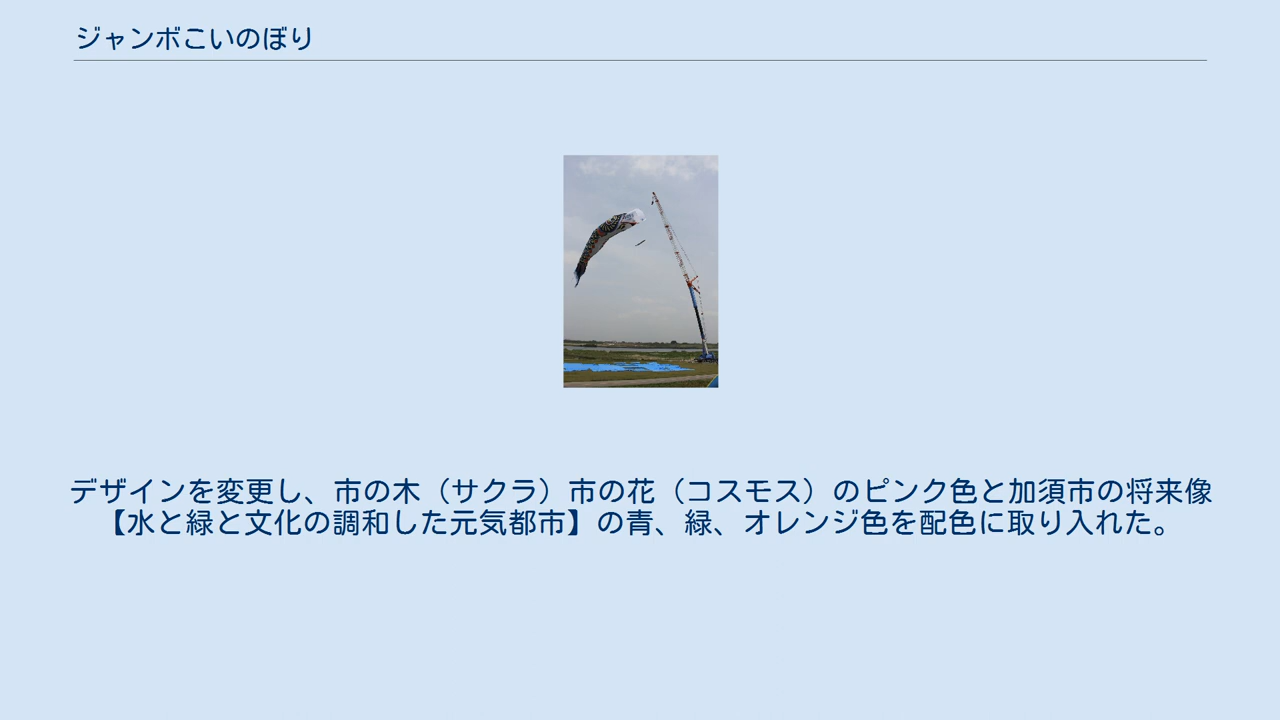 ジャンボこいのぼり
デザインを変更し、市の木（サクラ）市の花（コスモス）のピンク色と加須市の将来像
【水と緑と文化の調和した元気都市】の青、緑、オレンジ色を配色に取り入れた。